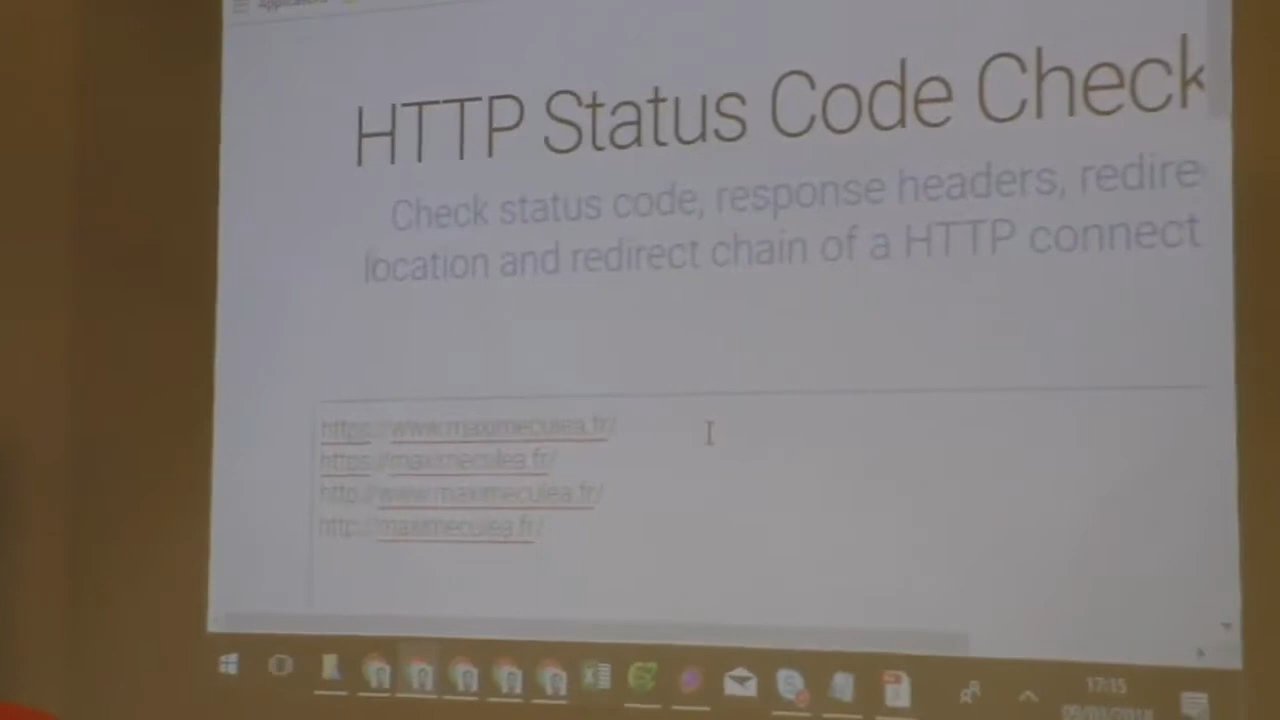 Applications
HTTP Status Code Check
Check status code, response headers, redire
location and redirect chain of a HTTP connect
https://www.maximeculea.fr/
https://maximeculea.fr/
http://www.maximeculea.fr/
http://maximeculea.fr/
17:15